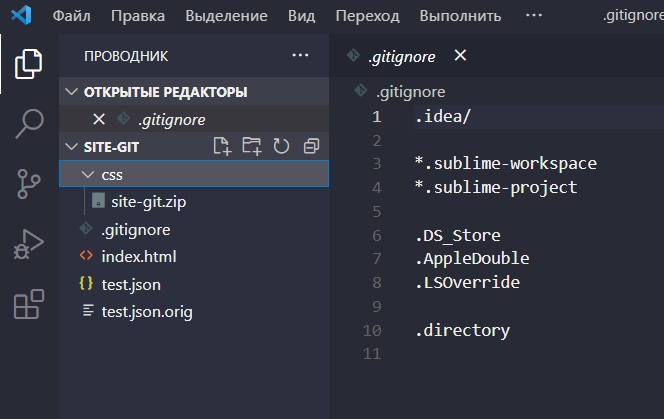 Файл Правка Выделение Вид Переход Выполнить ··· .gitignore
ПРОВОДНИК ···
ОТКРЫТЫЕ РЕДАКТОРЫ
.gitignore
SITE-GIT
css
site-git.zip
.gitignore
index.html
test.json
test.json.orig
.gitignore
.gitignore
1 .idea/
2
3 *.sublime-workspace
4 *.sublime-project
5
6 .DS_Store
7 .AppleDouble
8 .LSOverride
9
10 .directory
11